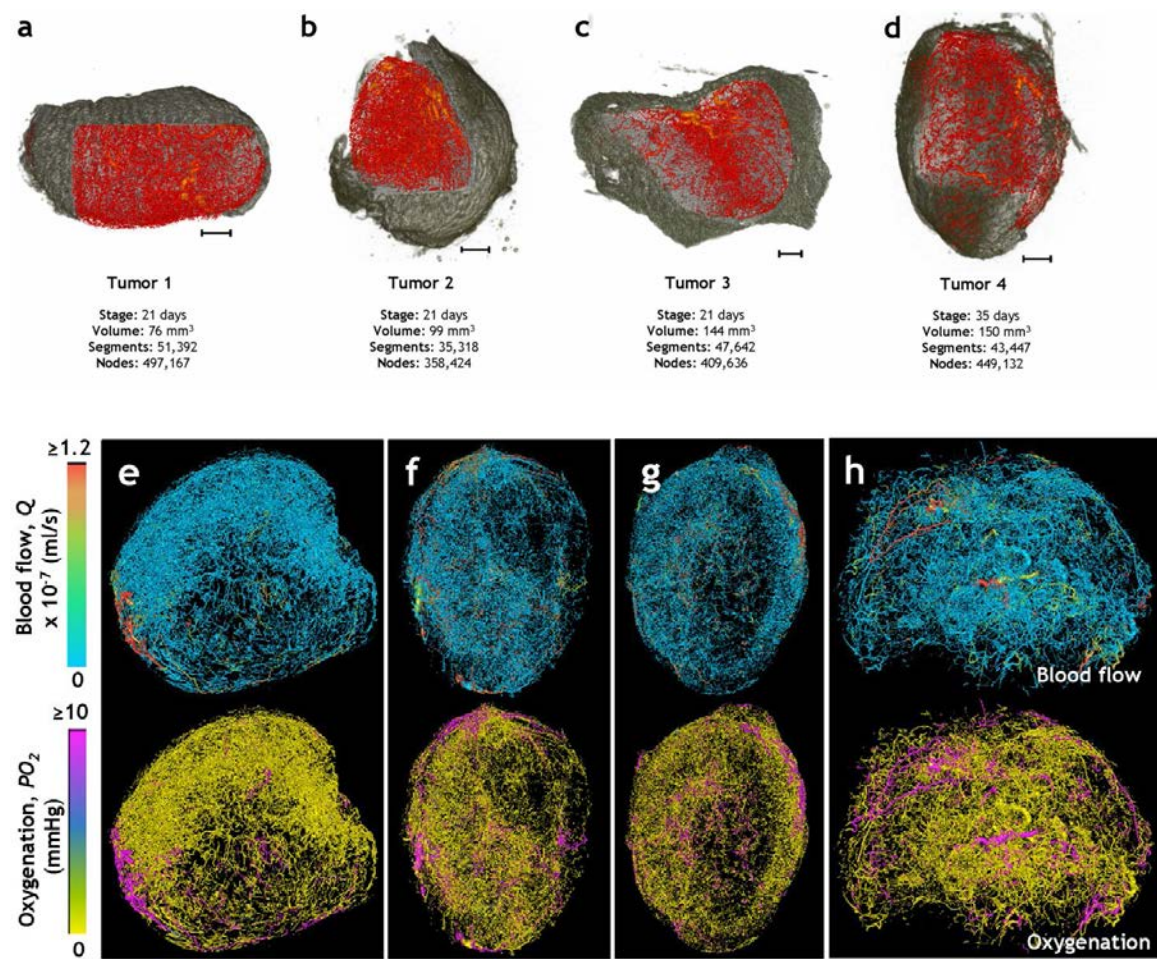 a
b
c
d
Tumor 1
Stage: 21 days
Volume: 76 mm³
Segments: 51,392
Nodes: 497,167
Tumor 2
Stage: 21 days
Volume: 99 mm³
Segments: 35,318
Nodes: 358,424
Tumor 3
Stage: 21 days
Volume: 144 mm³
Segments: 47,642
Nodes: 409,636
Tumor 4
Stage: 35 days
Volume: 150 mm³
Segments: 43,447
Nodes: 449,132
≥1.2
Blood flow, Q
x 10⁻⁷ (ml/s)
0
e
f
g
h
Blood flow
≥10
Oxygenation, PO₂
(mmHg)
0
Oxygenation